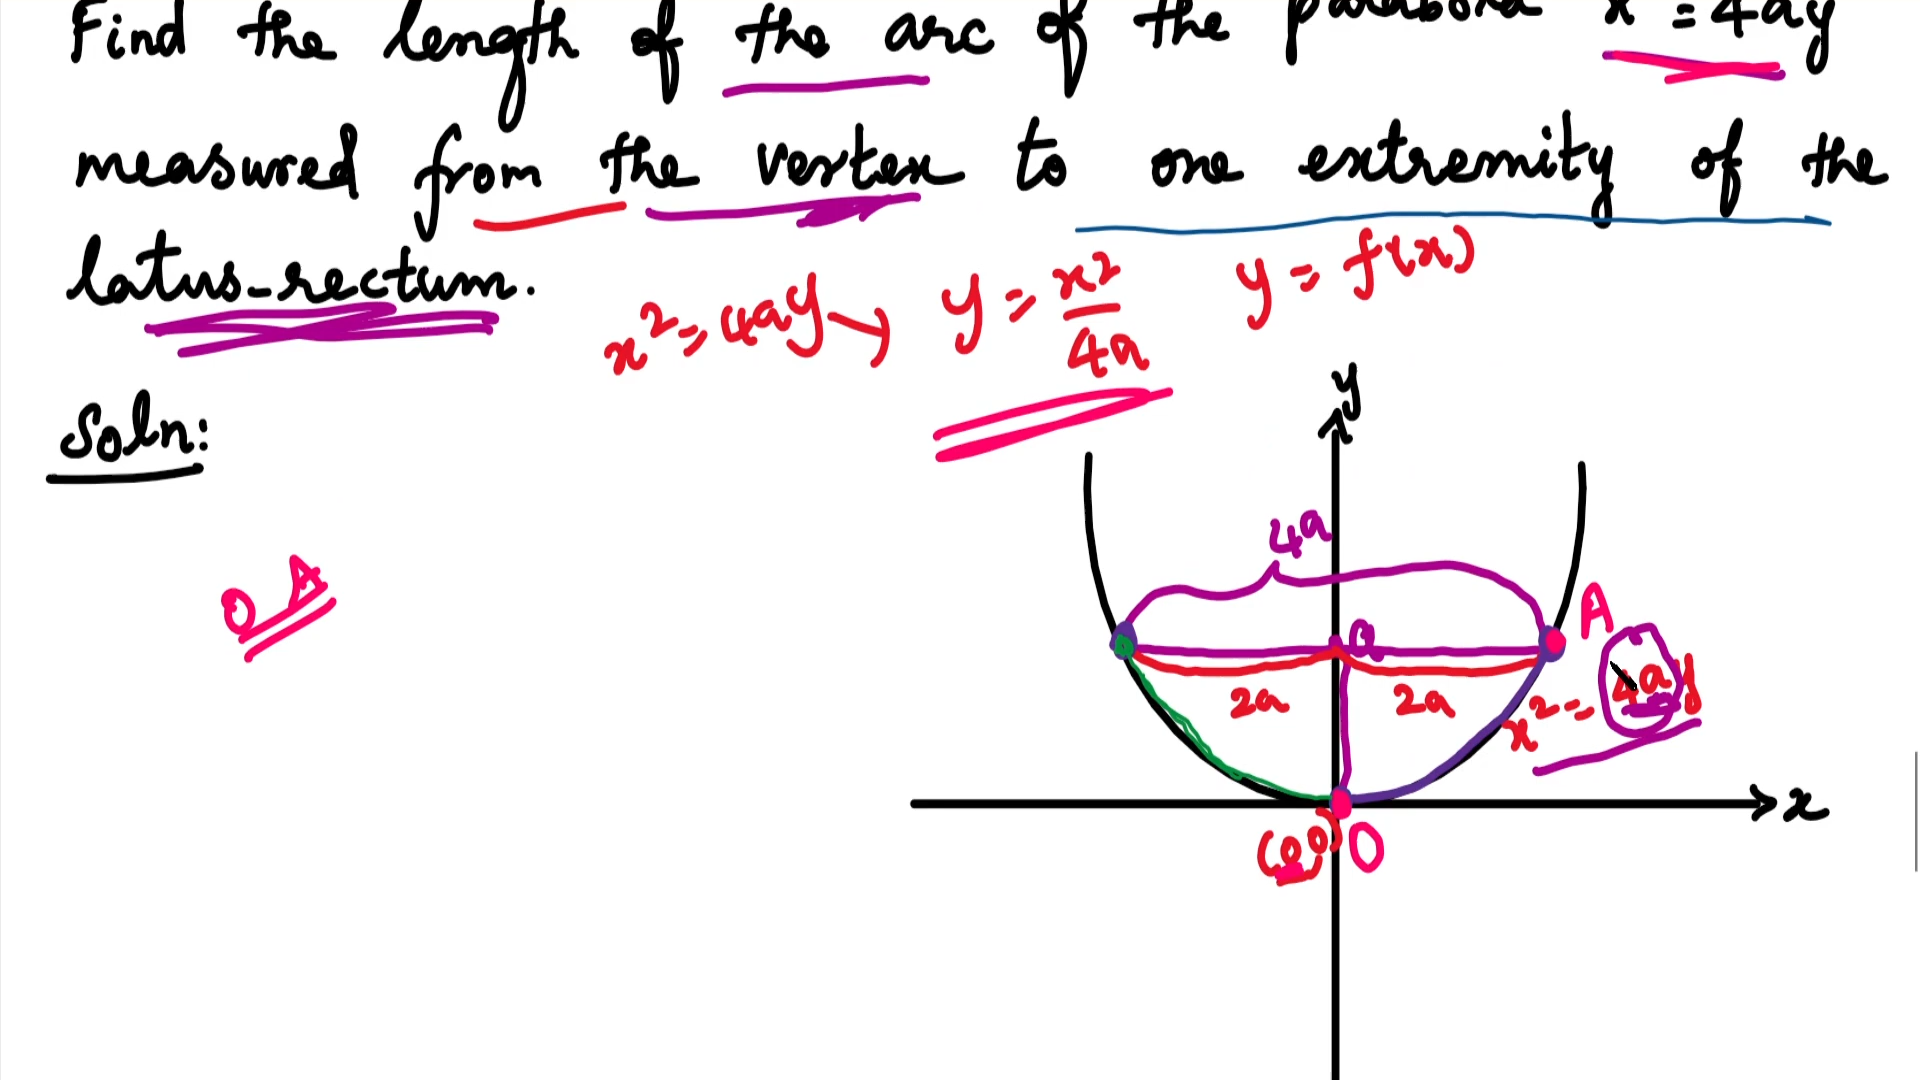 Find the length of the arc of the parabola x² = 4ay
measured from the vertex to one extremity of the
latus-rectum.
x² = 4ay → y = x²/4a
y = f(x)
Soln:
y
4a
O A
A
a
2a
2a
x² = 4ay
x
(0,0)
O